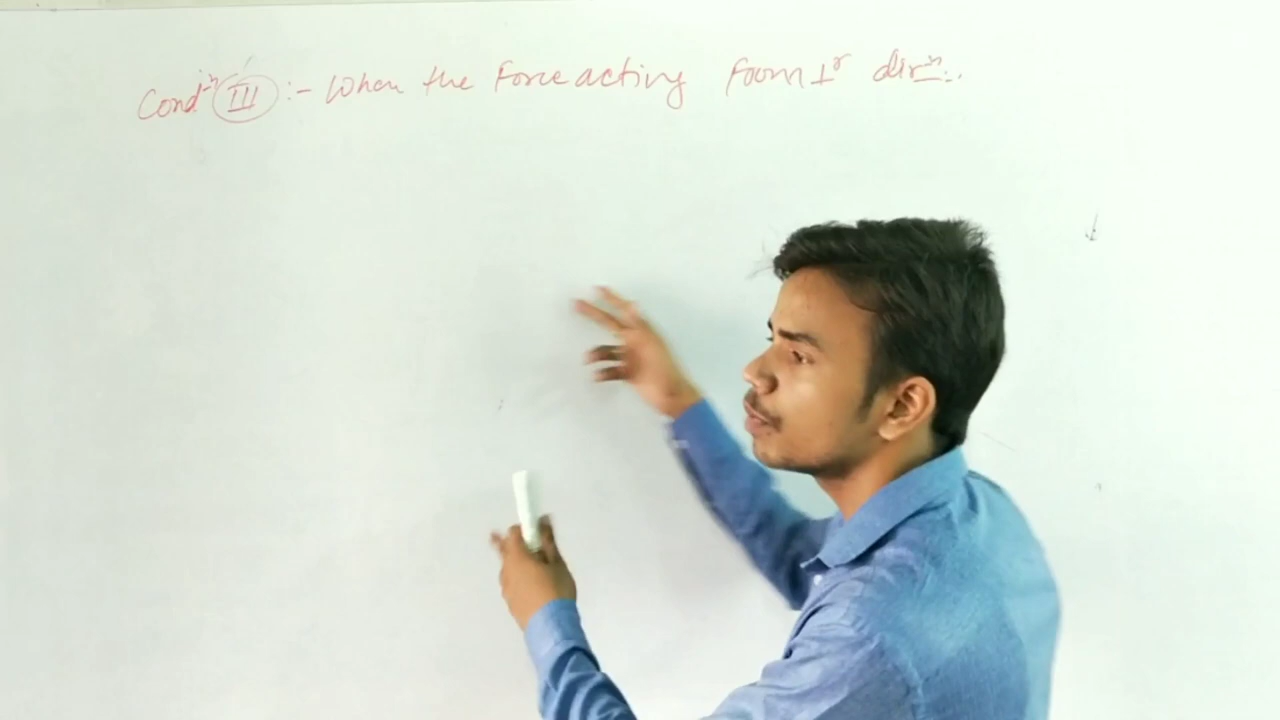 Condⁿ III :- When the Force acting from ⊥ʳ dirⁿ:.